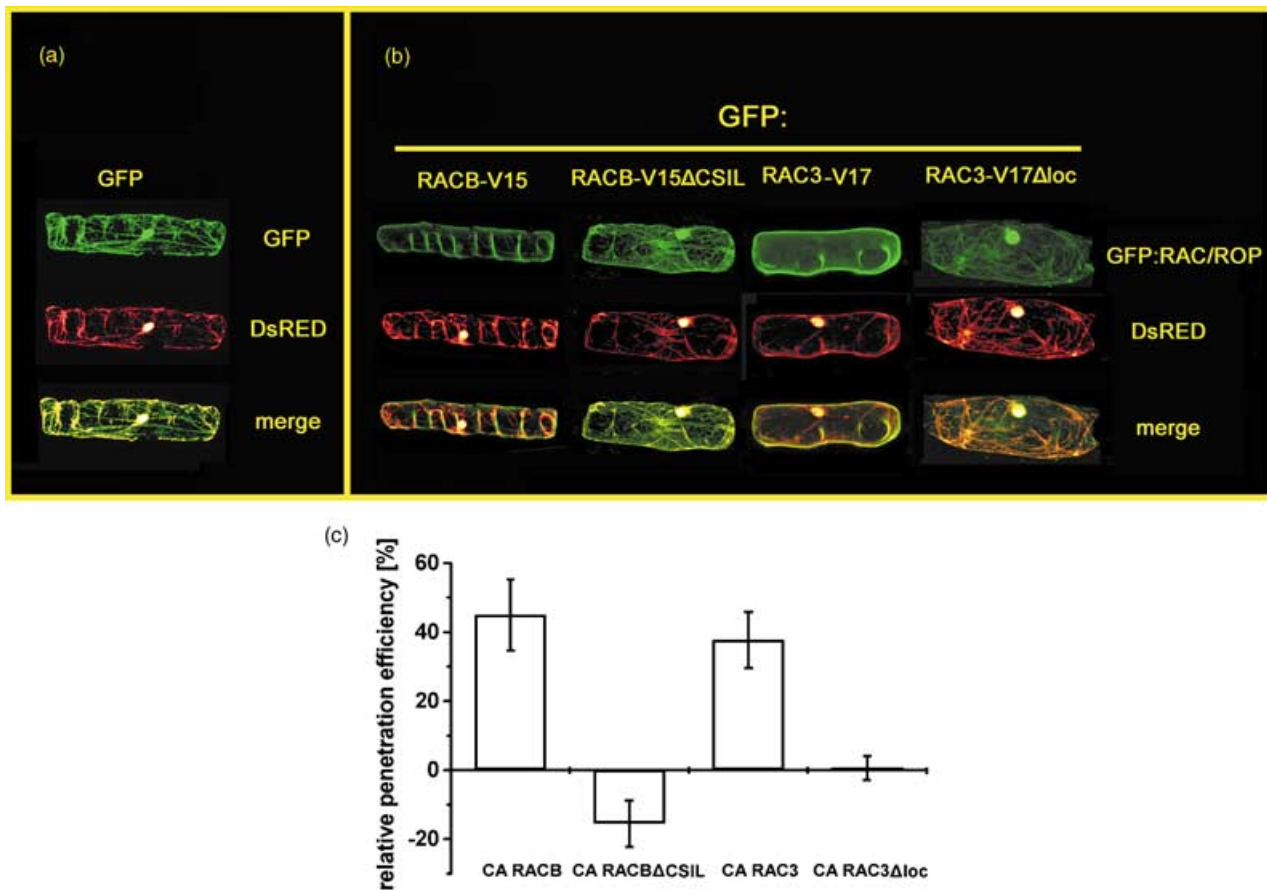 (a)
(b)
GFP:
GFP
RACB-V15 RACB-V15ΔCSIL RAC3-V17 RAC3-V17Δloc
GFP
GFP:RAC/ROP
DsRED
DsRED
merge
merge
(c)
relative penetration efficiency [%]
60
40
20
0
-20
CA RACB CA RACBΔCSIL CA RAC3 CA RAC3Δloc